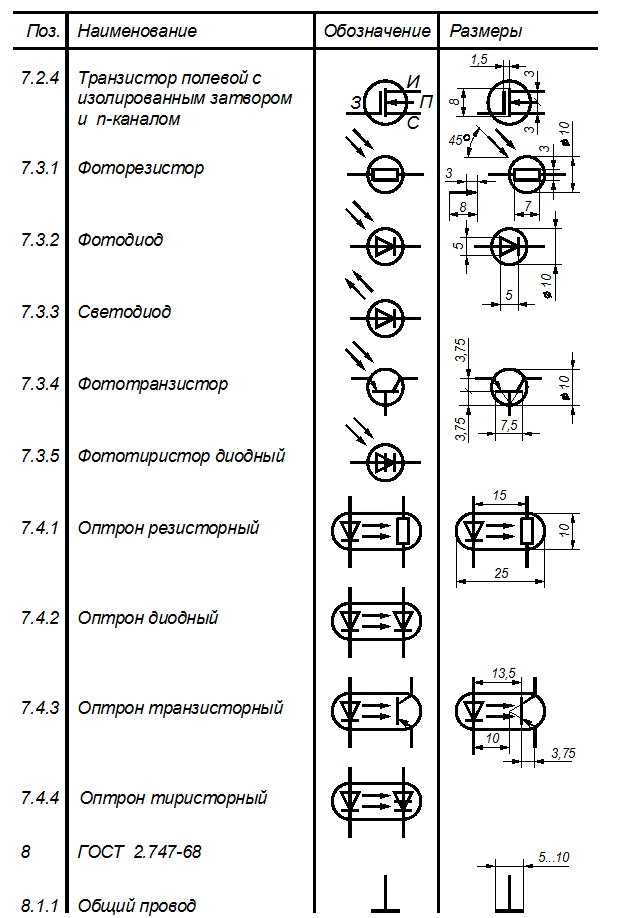 Поз. Наименование Обозначение Размеры
7.2.4 Транзистор полевой с изолированным затвором и n-каналом
З И П С
1,5 8 3 3
7.3.1 Фоторезистор
45° 3 8 7 3 ⌀10
7.3.2 Фотодиод
5 5 ⌀10
7.3.3 Светодиод
7.3.4 Фототранзистор
3,75 3,75 7,5 ⌀10
7.3.5 Фототиристор диодный
7.4.1 Оптрон резисторный
15 10 25
7.4.2 Оптрон диодный
7.4.3 Оптрон транзисторный
13,5 10 3,75
7.4.4 Оптрон тиристорный
8 ГОСТ 2.747-68
5...10
8.1.1 Общий провод